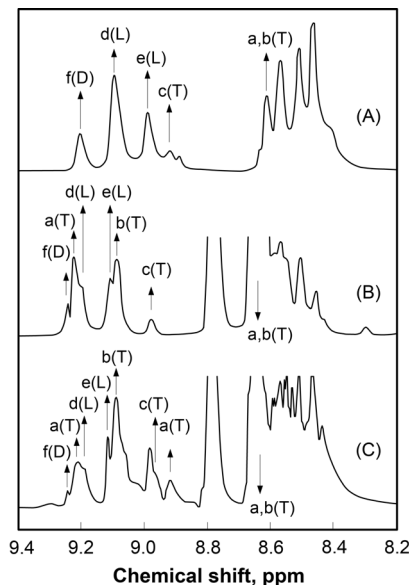 d(L)
f(D)
e(L)
c(T)
a,b(T)
(A)
d(L) e(L)
a(T)
b(T)
f(D)
c(T)
a,b(T)
(B)
b(T)
e(L)
d(L)
c(T)
a(T)
a(T)
f(D)
a,b(T)
(C)
9.4 9.2 9.0 8.8 8.6 8.4 8.2
Chemical shift, ppm